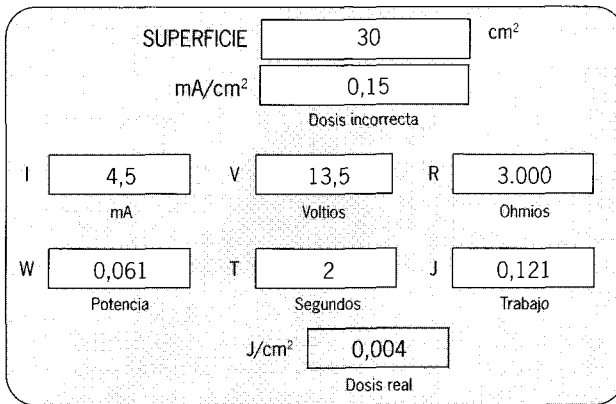 SUPERFICIE 30 cm²
mA/cm² 0,15
Dosis incorrecta
I 4,5 V 13,5 R 3.000
mA Voltios Ohmios
W 0,061 T 2 J 0,121
Potencia Segundos Trabajo
J/cm² 0,004
Dosis real